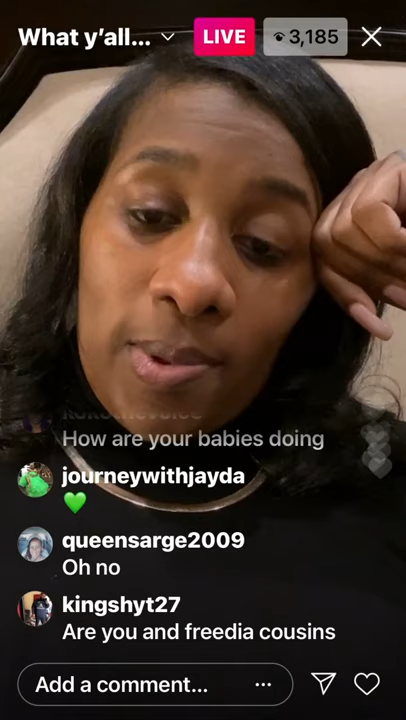 What y'all...
LIVE
3,185
How are your babies doing
journeywithjayda
💚
queensarge2009
Oh no
kingshyt27
Are you and freedia cousins
Add a comment...